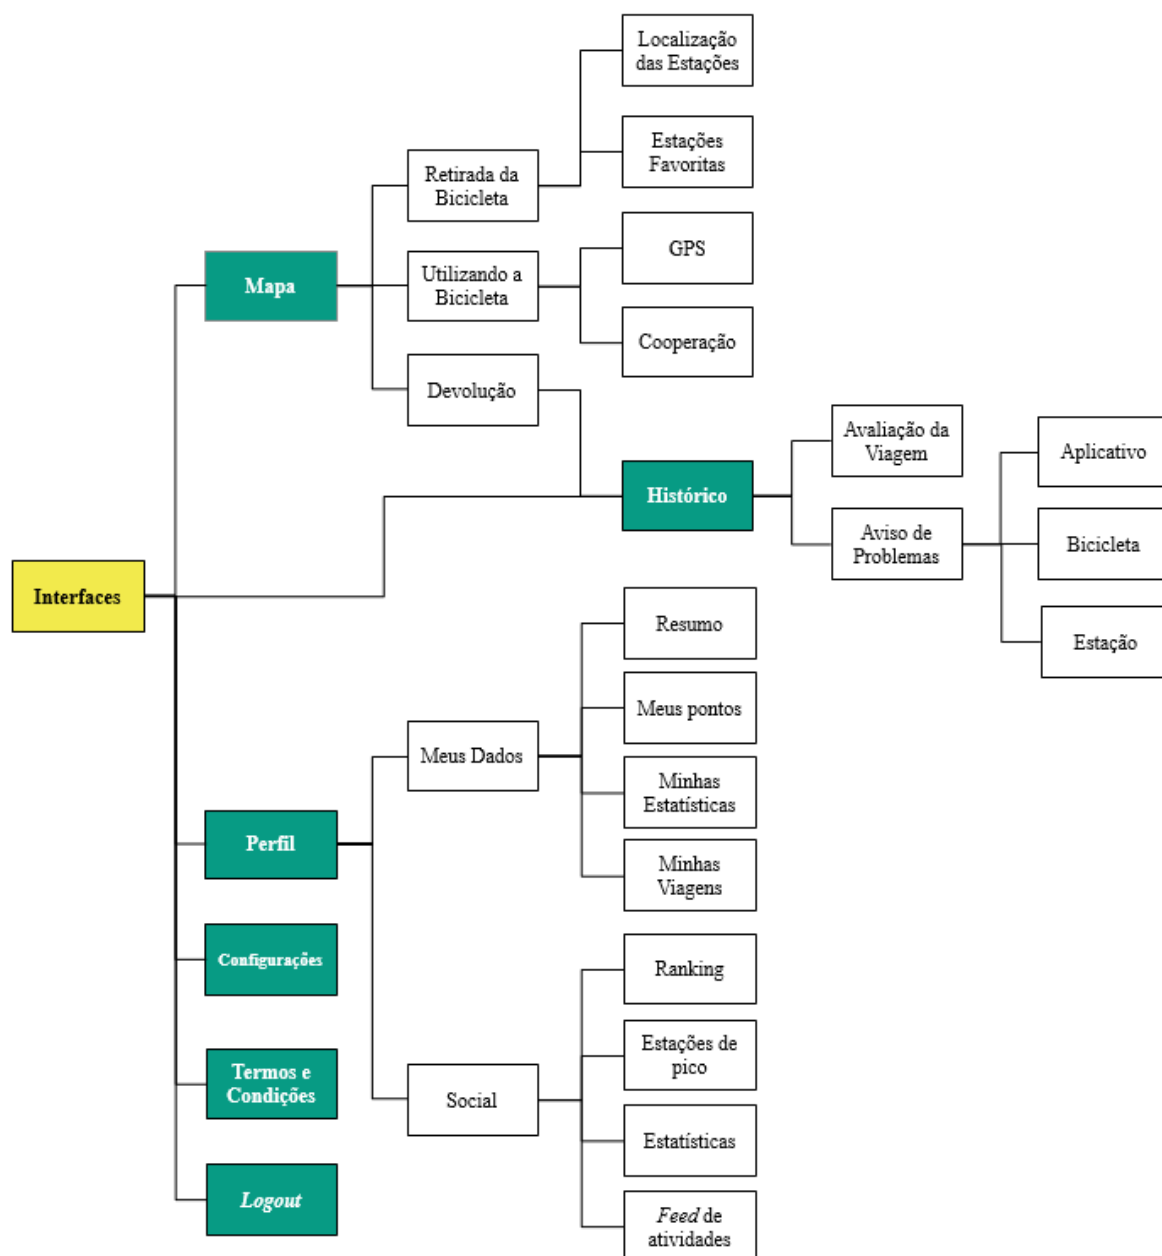 Localização
das Estações
Estações
Favoritas
Retirada da
Bicicleta
GPS
Mapa
Utilizando a
Bicicleta
Cooperação
Devolução
Avaliação da
Viagem
Aplicativo
Histórico
Aviso de
Problemas
Bicicleta
Interfaces
Resumo
Estação
Meus pontos
Meus Dados
Minhas
Estatísticas
Perfil
Minhas
Viagens
Configurações
Ranking
Estações de
pico
Termos e
Condições
Social
Estatísticas
Logout
Feed de
atividades